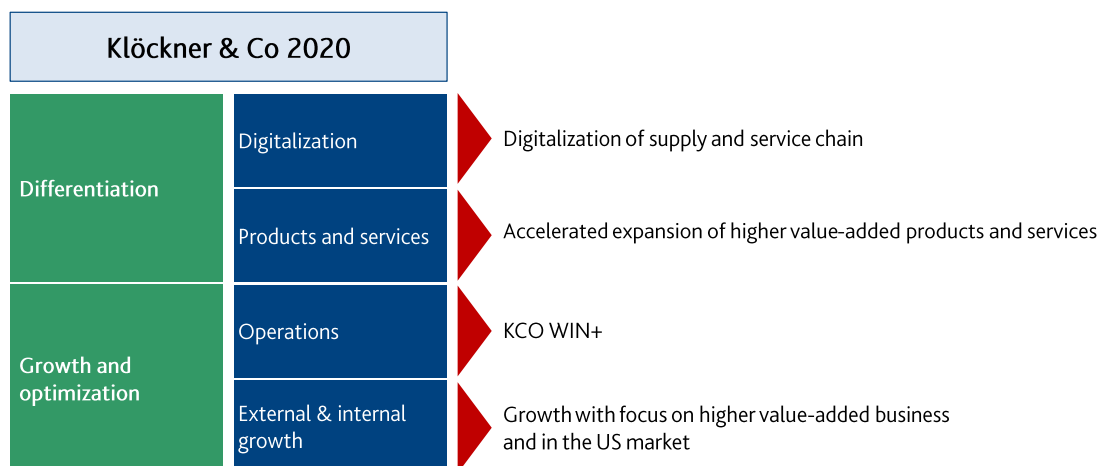 Klöckner & Co 2020
Differentiation
Digitalization
Digitalization of supply and service chain
Products and services
Accelerated expansion of higher value-added products and services
Growth and
optimization
Operations
KCO WIN+
External & internal
growth
Growth with focus on higher value-added business
and in the US market